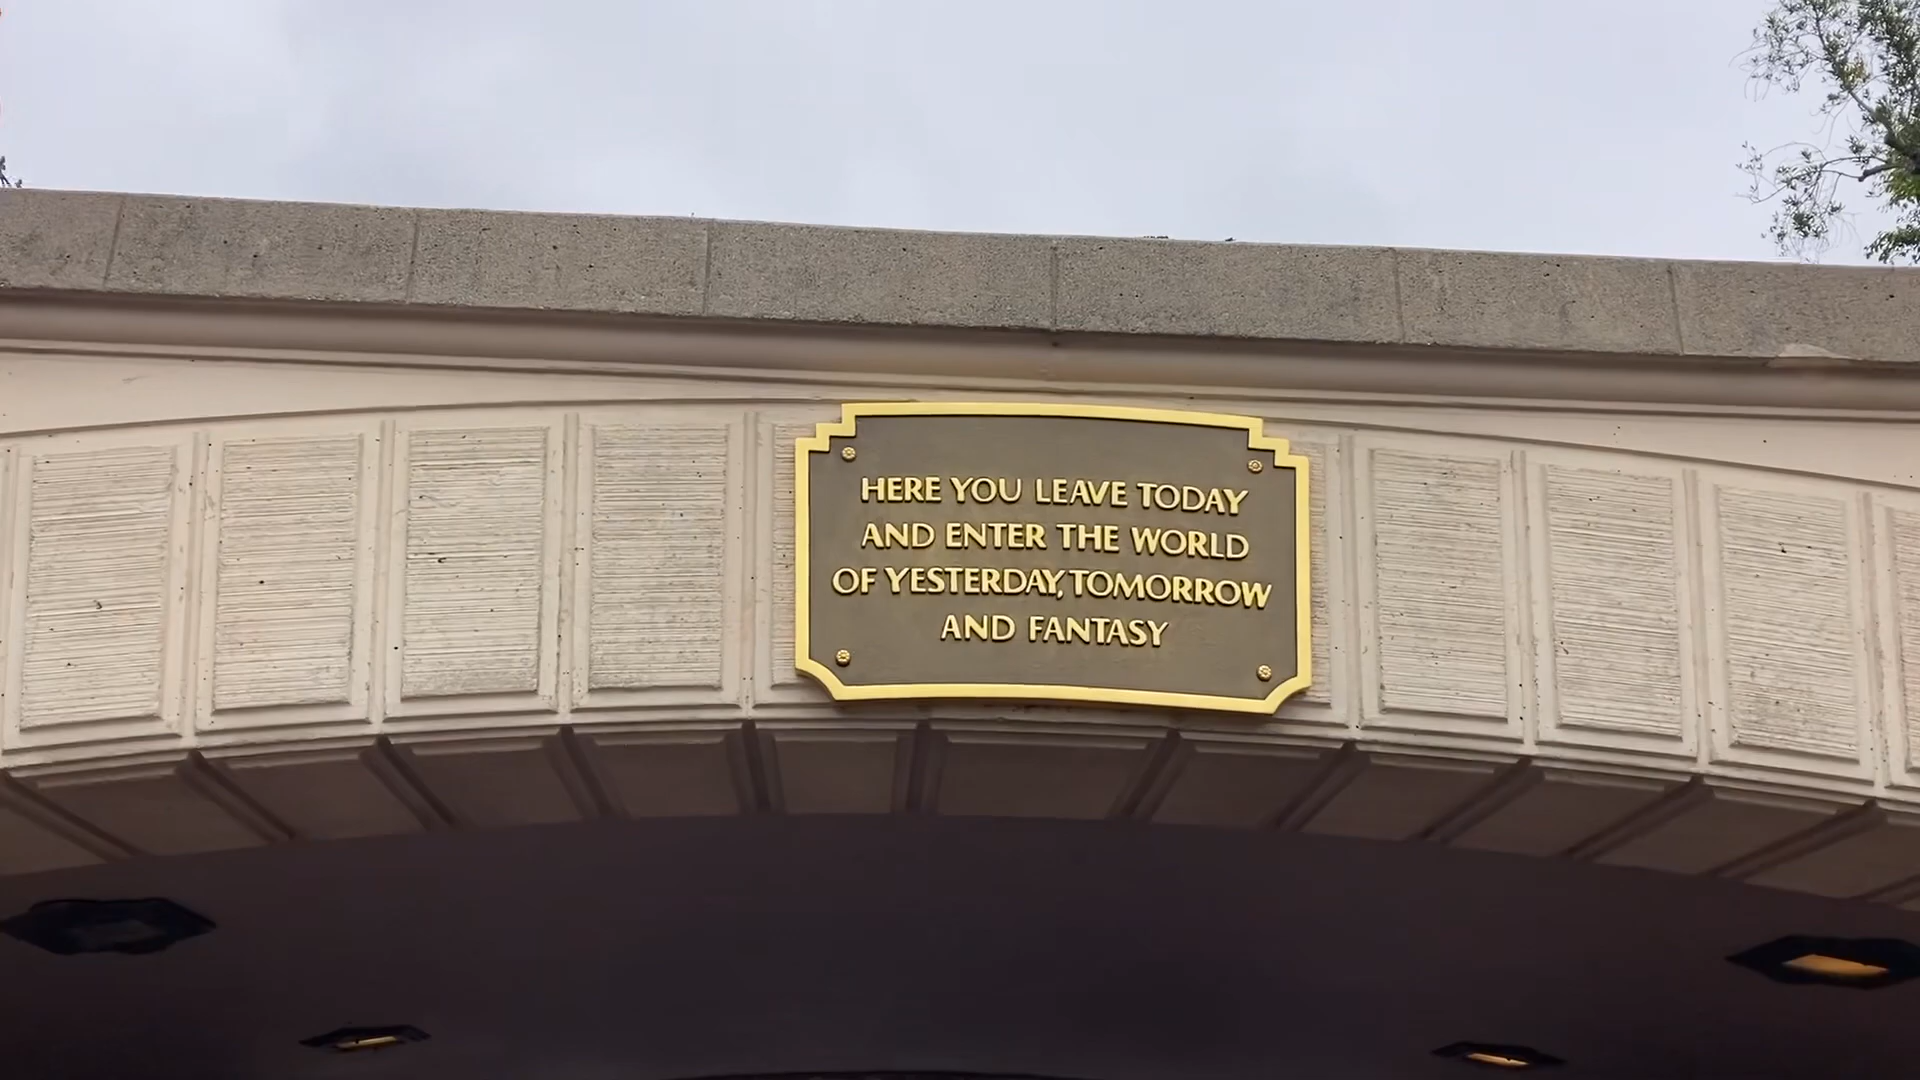 HERE YOU LEAVE TODAY
AND ENTER THE WORLD
OF YESTERDAY, TOMORROW
AND FANTASY